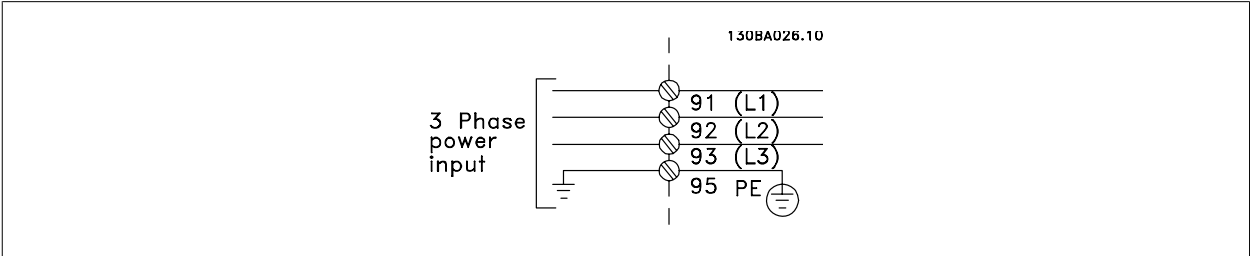 130BA026.10
3 Phase
power
input
91 (L1)
92 (L2)
93 (L3)
95 PE